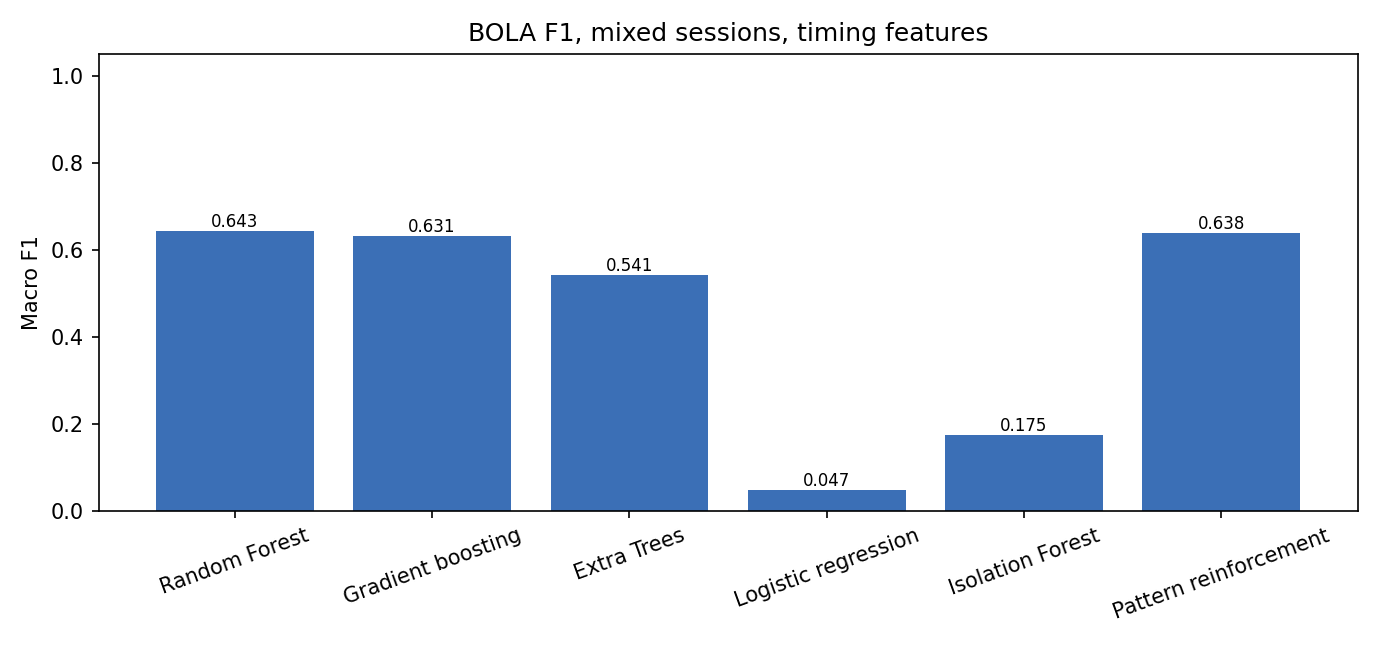 BOLA F1, mixed sessions, timing features
Macro F1
1.0
0.8
0.6
0.4
0.2
0.0
0.643
0.631
0.541
0.047
0.175
0.638
Random Forest
Gradient boosting
Extra Trees
Logistic regression
Isolation Forest
Pattern reinforcement